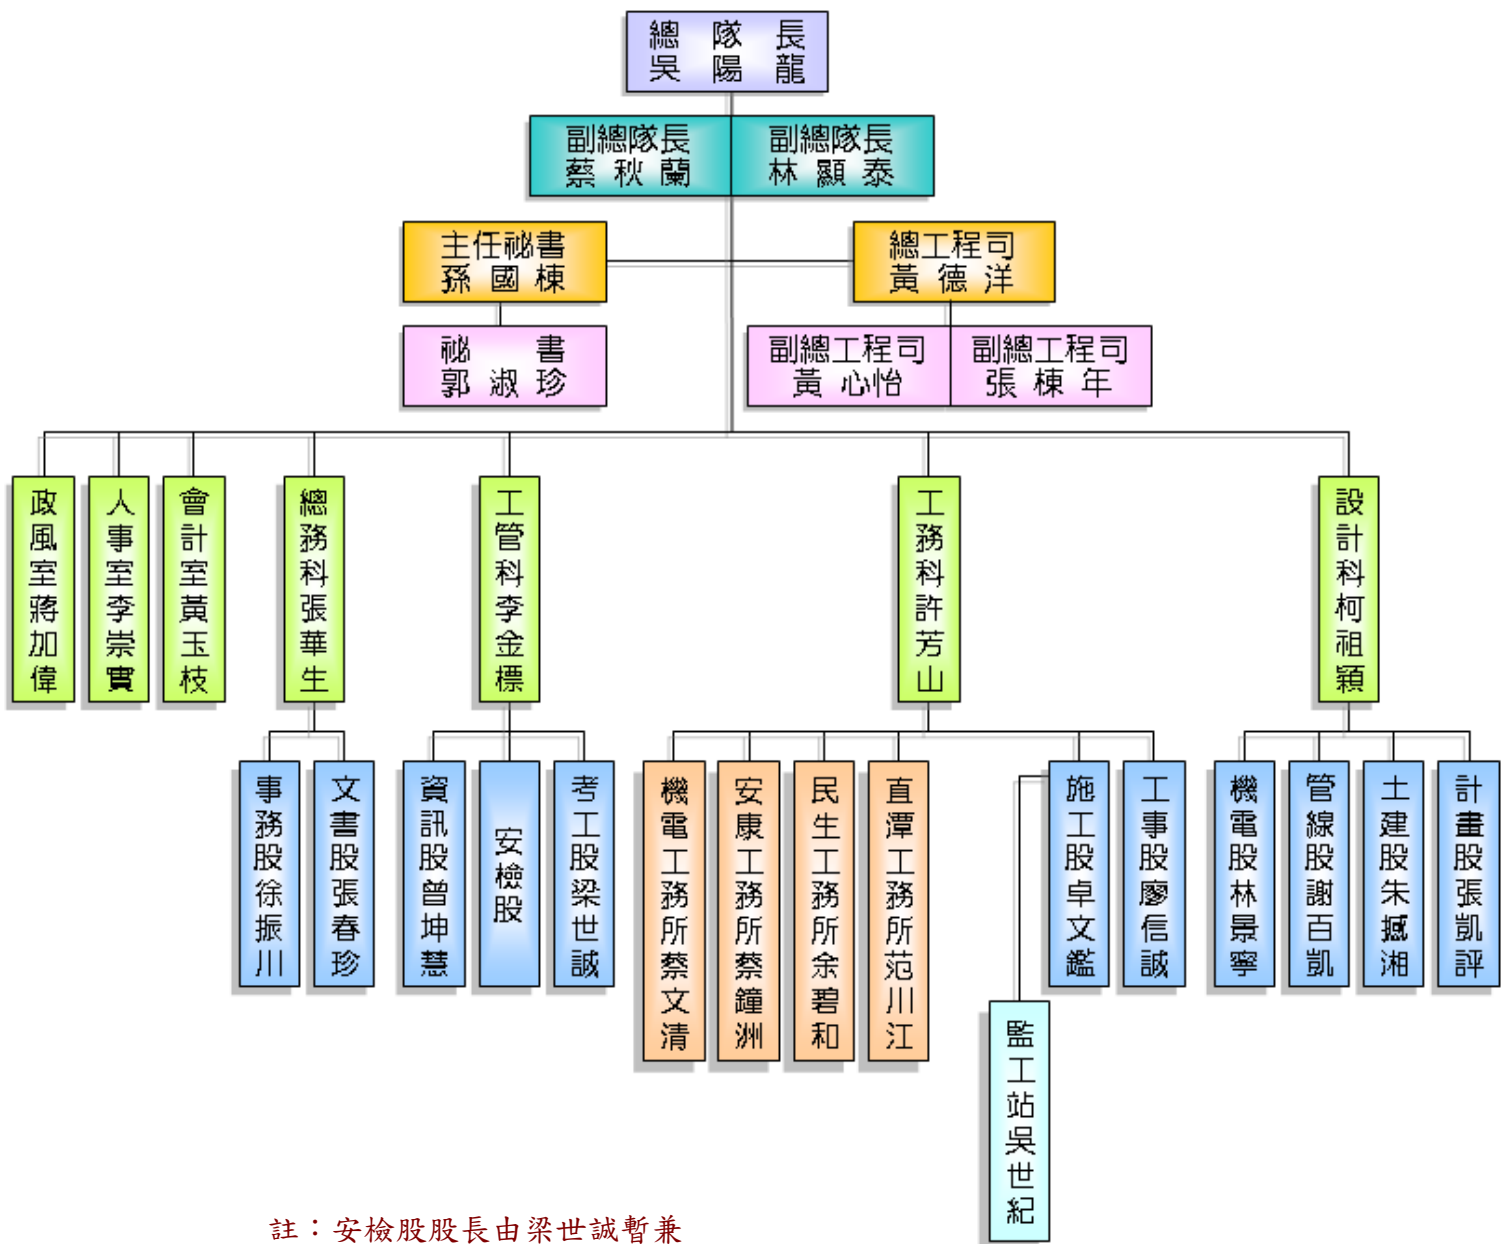 總隊長
吳陽龍
副總隊長
蔡秋蘭
副總隊長
林顯泰
主任祕書
孫國棟
總工程司
黃德洋
祕書
郭淑珍
副總工程司
黃心怡
副總工程司
張棟年
政風室蔣加偉
人事室李崇實
會計室黃玉枝
總務科張華生
工管科李金標
工務科許芳山
設計科柯祖穎
事務股徐振川
文書股張春珍
資訊股曾坤慧
安檢股
考工股梁世誠
機電工務所蔡文清
安康工務所蔡鐘洲
民生工務所余碧和
直潭工務所范川江
施工股卓文鑑
工事股廖信誠
機電股林景寧
管線股謝百凱
土建股朱撼湘
計畫股張凱評
監工站吳世紀
註：安檢股股長由梁世誠暫兼